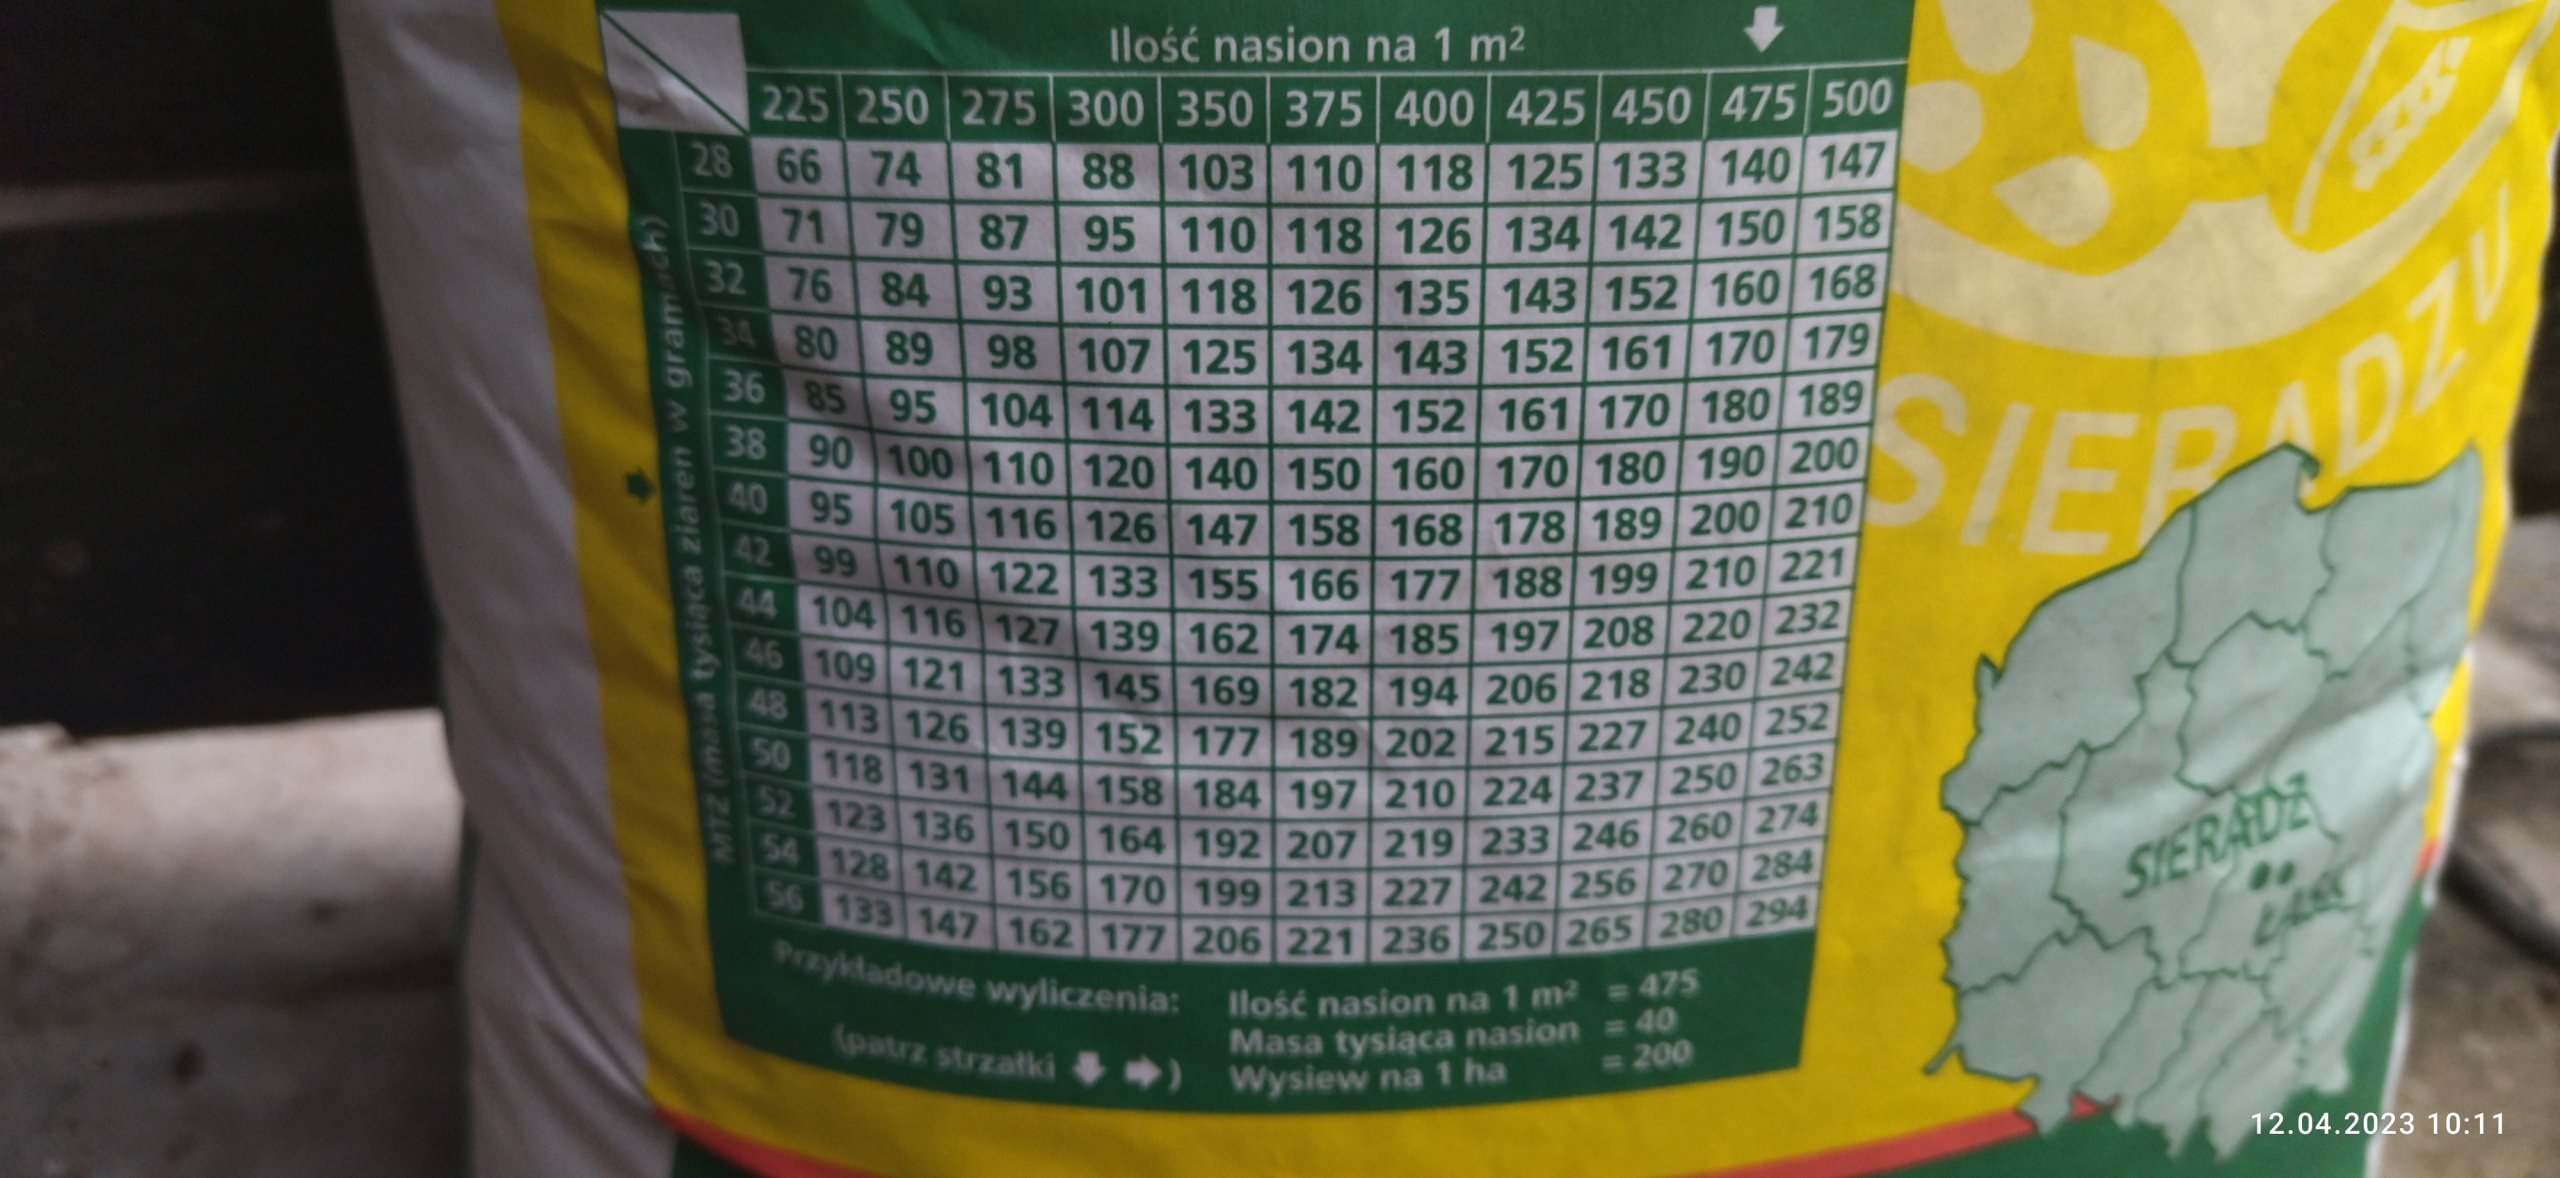 Ilość nasion na 1 m²
225 250 275 300 350 375 400 425 450 475 500
MTZ (masa tysiąca ziaren w gramach)
28 66 74 81 88 103 110 118 125 133 140 147
30 71 79 87 95 110 118 126 134 142 150 158
32 76 84 93 101 118 126 135 143 152 160 168
34 80 89 98 107 125 134 143 152 161 170 179
36 85 95 104 114 133 142 152 161 170 180 189
38 90 100 110 120 140 150 160 170 180 190 200
40 95 105 116 126 147 158 168 178 189 200 210
42 99 110 122 133 155 166 177 188 199 210 221
44 104 116 127 139 162 174 185 197 208 220 232
46 109 121 133 145 169 182 194 206 218 230 242
48 113 126 139 152 177 189 202 215 227 240 252
50 118 131 144 158 184 197 210 224 237 250 263
52 123 136 150 164 192 207 219 233 246 260 274
54 128 142 156 170 199 213 227 242 256 270 284
56 133 147 162 177 206 221 236 250 265 280 294
Przykładowe wyliczenia: Ilość nasion na 1 m² = 475
Masa tysiąca nasion = 40
(patrz strzałki ) Wysiew na 1 ha = 200
SIERADZU
SIERADZ
ŁASK
12.04.2023 10:11